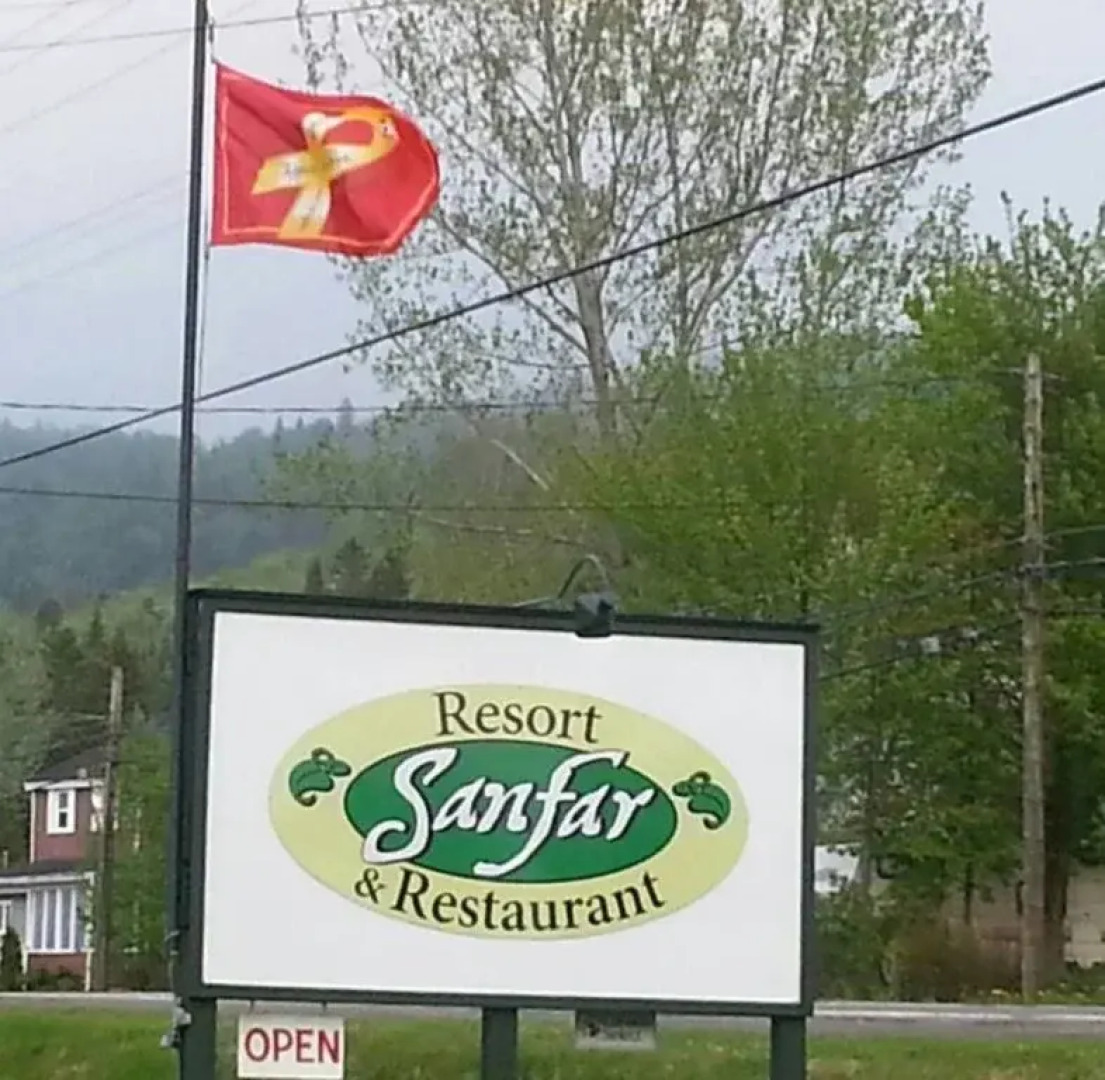 Resort
Sanfar
& Restaurant
OPEN